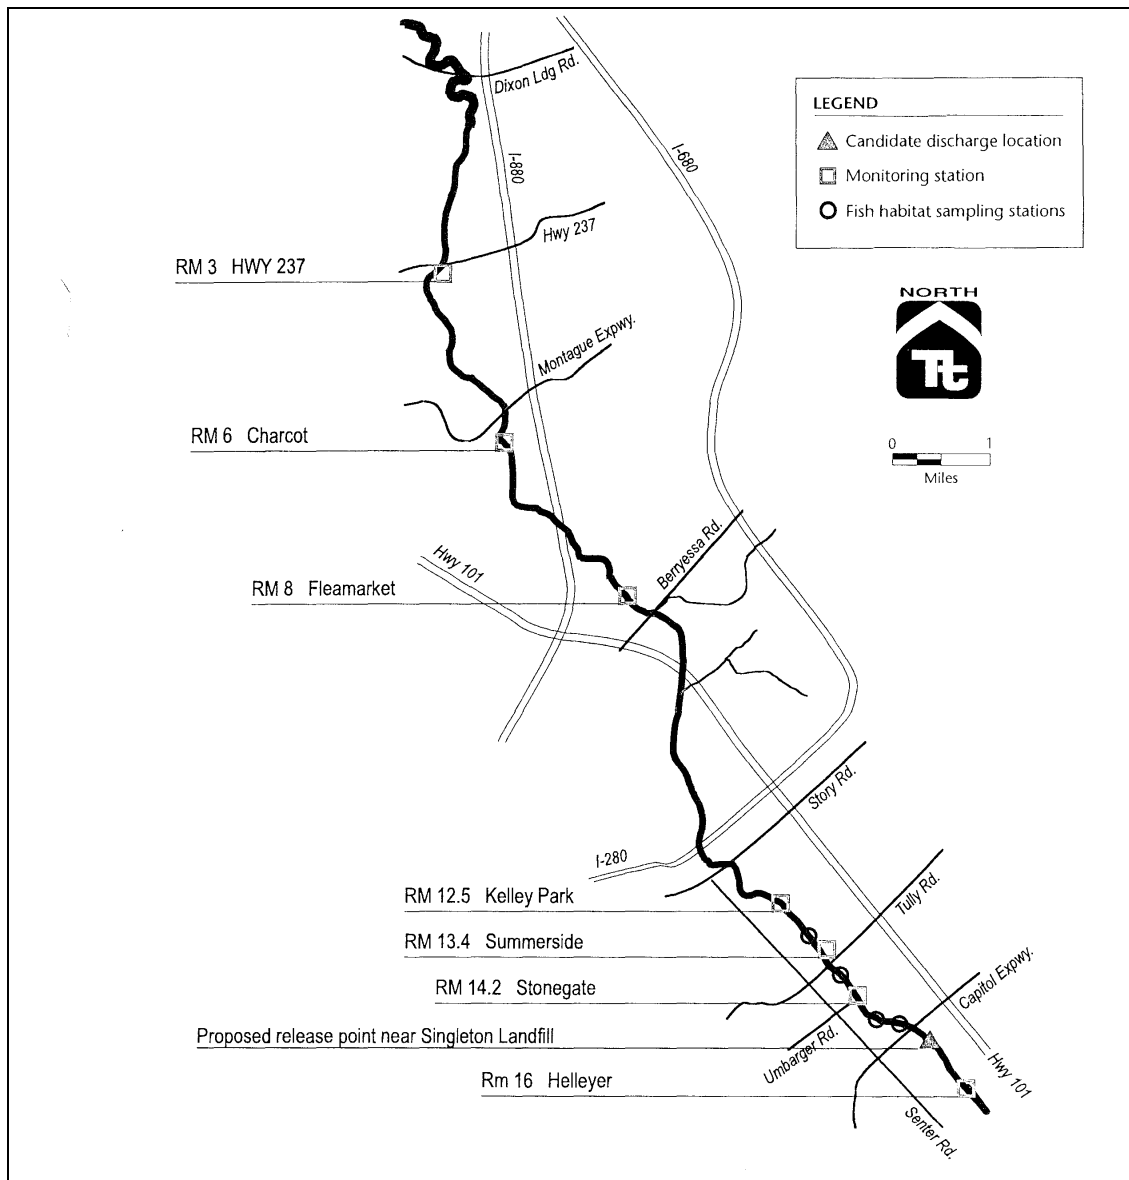 Dixon Ldg Rd.
I-880
I-680
LEGEND
Candidate discharge location
Monitoring station
Fish habitat sampling stations
Hwy 237
RM 3 HWY 237
NORTH
Tt
Montague Expwy.
RM 6 Charcot
0 1
Miles
Hwy 101
Berryessa Rd.
RM 8 Fleamarket
Story Rd.
I-280
RM 12.5 Kelley Park
Tully Rd.
RM 13.4 Summerside
RM 14.2 Stonegate
Capitol Expwy.
Proposed release point near Singleton Landfill
Umbarger Rd.
Hwy 101
Rm 16 Helleyer
Senter Rd.